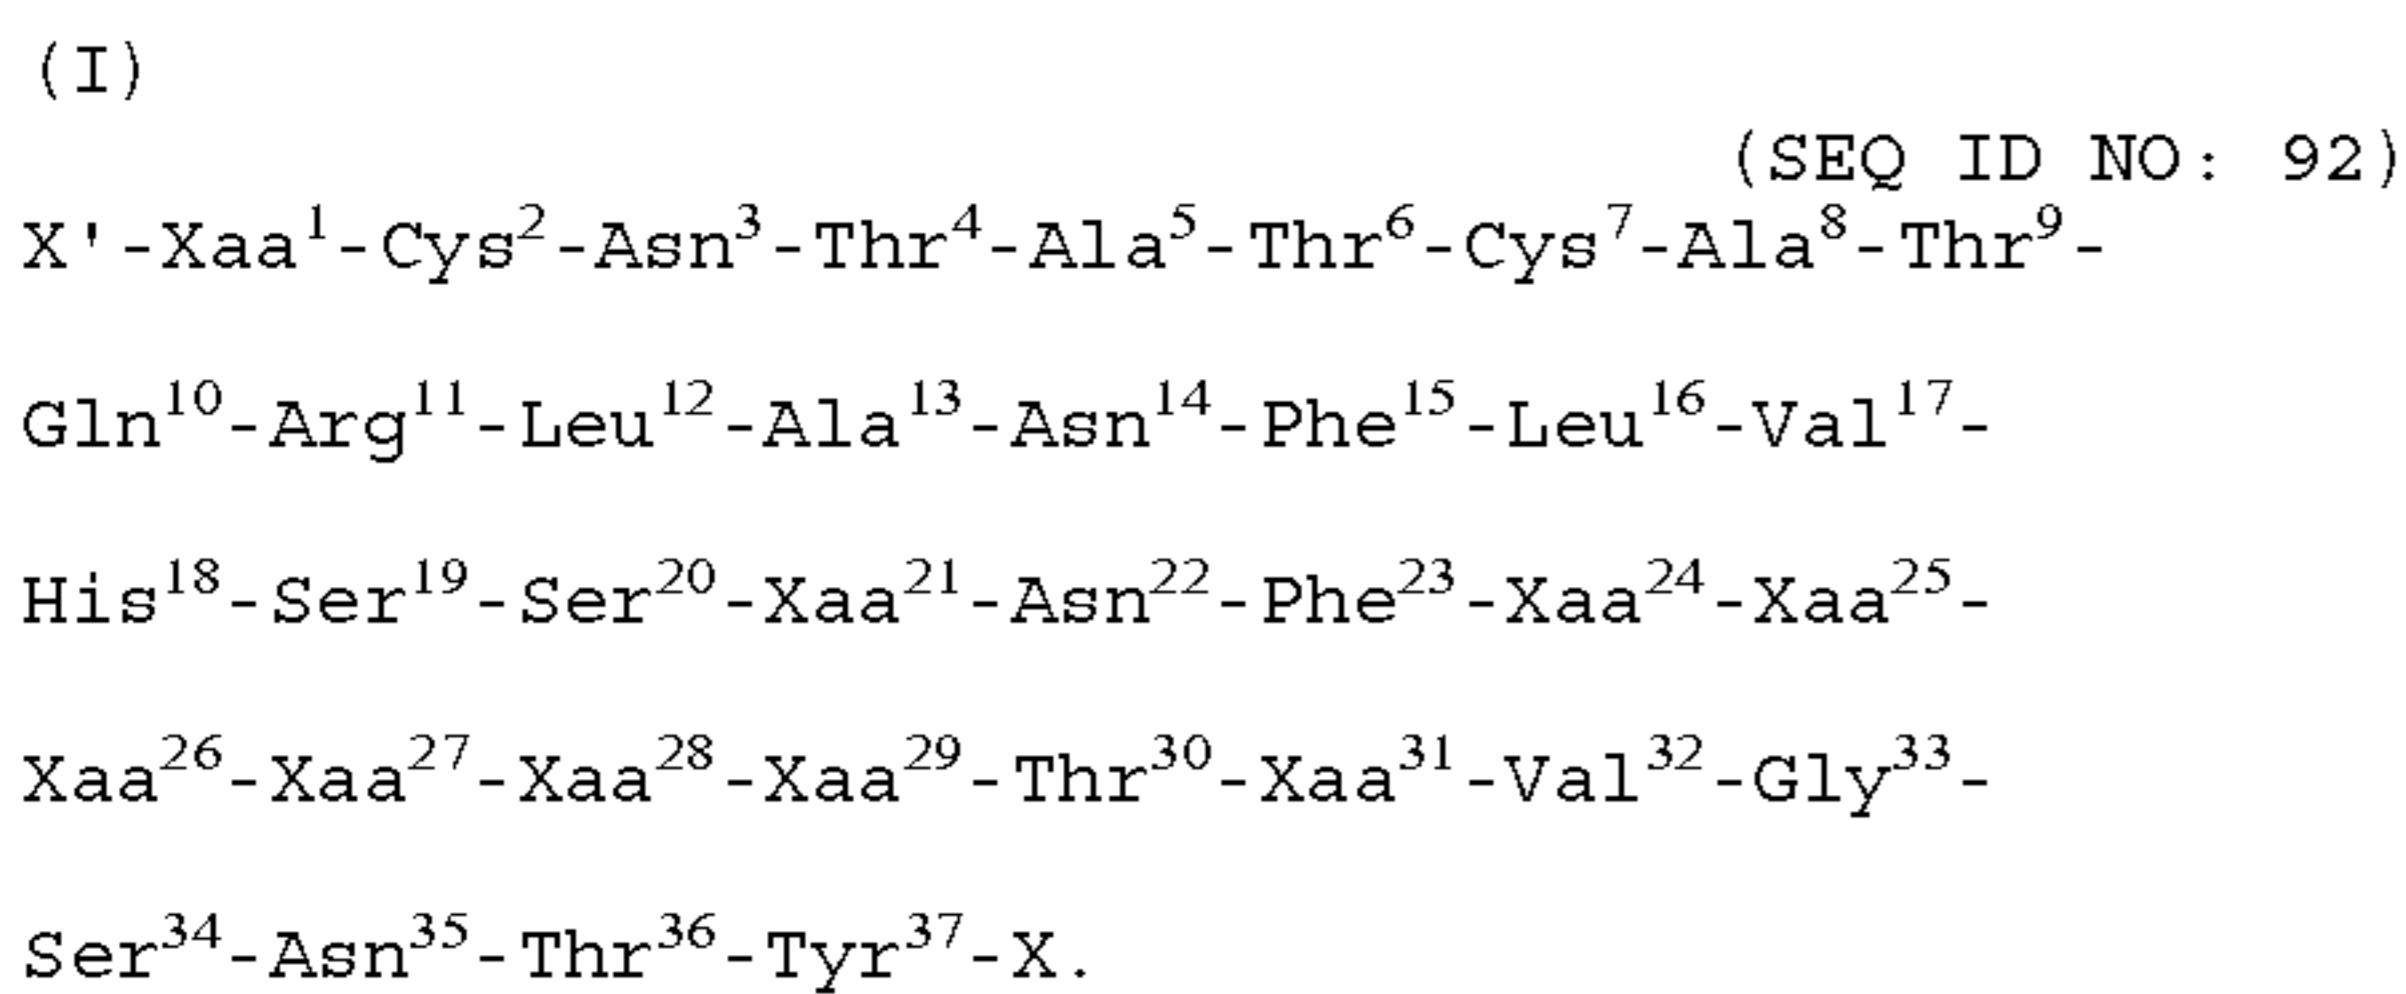 (I)
(SEQ ID NO: 92)
X'-Xaa¹-Cys²-Asn³-Thr⁴-Ala⁵-Thr⁶-Cys⁷-Ala⁸-Thr⁹-
Gln¹⁰-Arg¹¹-Leu¹²-Ala¹³-Asn¹⁴-Phe¹⁵-Leu¹⁶-Val¹⁷-
His¹⁸-Ser¹⁹-Ser²⁰-Xaa²¹-Asn²²-Phe²³-Xaa²⁴-Xaa²⁵-
Xaa²⁶-Xaa²⁷-Xaa²⁸-Xaa²⁹-Thr³⁰-Xaa³¹-Val³²-Gly³³-
Ser³⁴-Asn³⁵-Thr³⁶-Tyr³⁷-X.